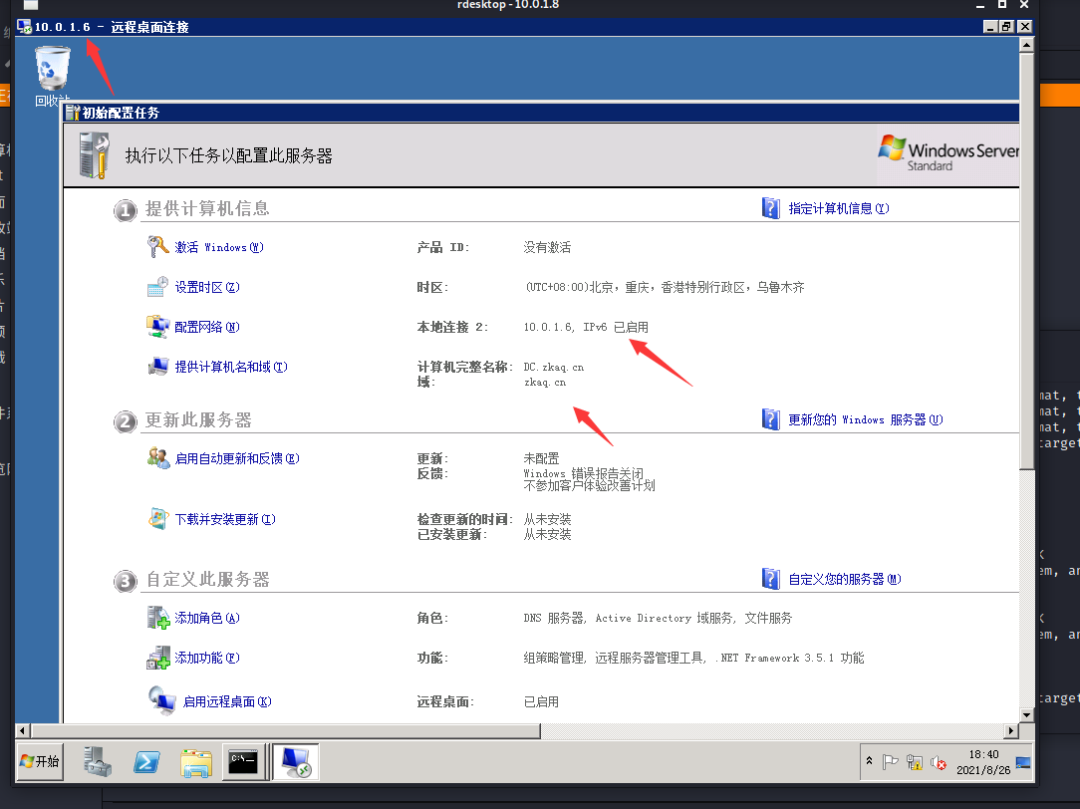 rdesktop - 10.0.1.8
10.0.1.6 - 远程桌面连接
回收站
初始配置任务
执行以下任务以配置此服务器
Windows Server
Standard
1 提供计算机信息
指定计算机信息(Y)
激活 Windows(W)
产品 ID: 没有激活
设置时区(Z)
时区: (UTC+08:00)北京，重庆，香港特别行政区，乌鲁木齐
配置网络(N)
本地连接 2: 10.0.1.6, IPv6 已启用
提供计算机名和域(T)
计算机完整名称: DC.zkaq.cn
域: zkaq.cn
2 更新此服务器
更新您的 Windows 服务器(U)
启用自动更新和反馈(E)
更新: 未配置
反馈: Windows 错误报告关闭
不参加客户体验改善计划
下载并安装更新(I)
检查更新的时间: 从未安装
已安装更新: 从未安装
3 自定义此服务器
自定义您的服务器(M)
添加角色(A)
角色: DNS 服务器, Active Directory 域服务, 文件服务
添加功能(F)
功能: 组策略管理, 远程服务器管理工具, .NET Framework 3.5.1 功能
启用远程桌面(K)
远程桌面: 已启用
开始
C:\-
18:40
2021/8/26
mat, t
mat, t
mat, t
target
em, an
em, an
target